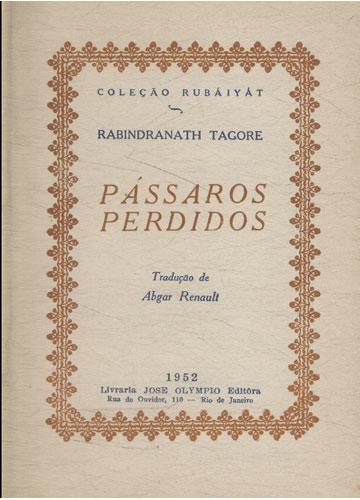 COLEÇÃO RUBÁIYÁT
RABINDRANATH TAGORE
PÁSSAROS
PERDIDOS
Tradução de
Abgar Renault
1952
Livraria JOSE OLYMPIO Editôra
Rua do Ouvidor, 110 — Rio de Janeiro